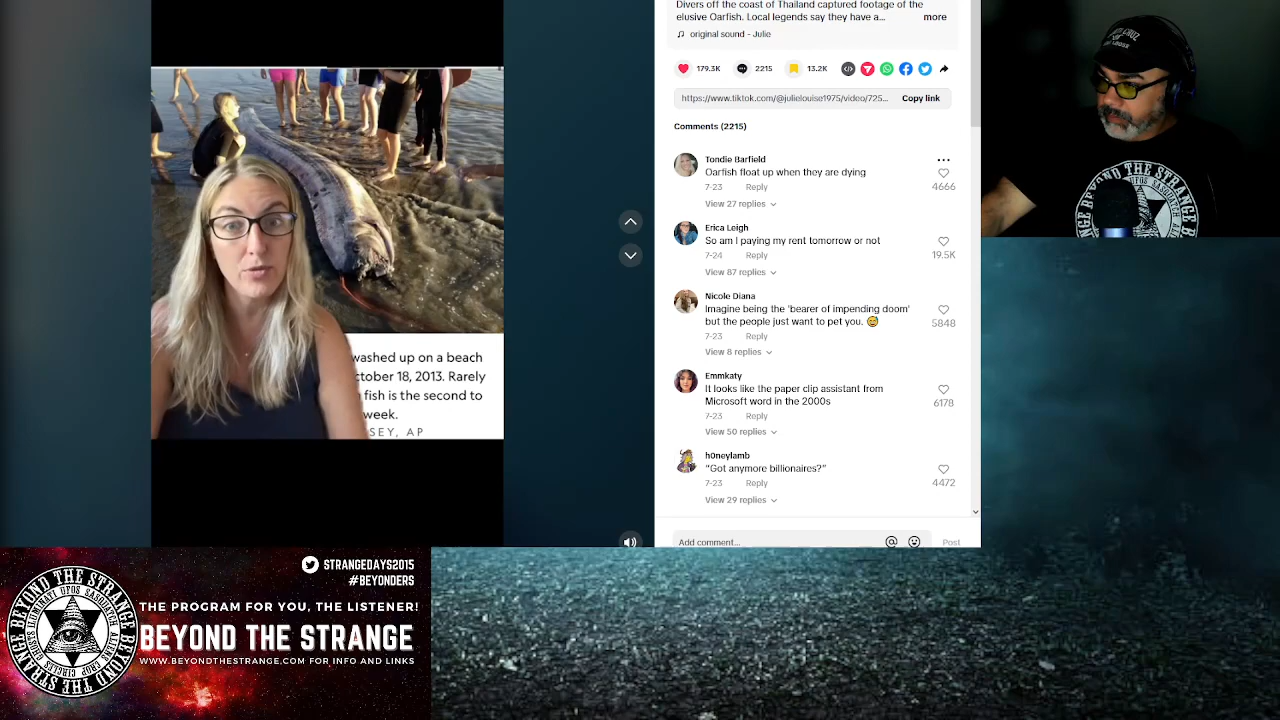 Divers off the coast of Thailand captured footage of the
elusive Oarfish. Local legends say they have a... more
original sound - Julie
179.3K 2215 13.2K
https://www.tiktok.com/@julielouise1975/video/725... Copy link
Comments (2215)
Tondie Barfield
Oarfish float up when they are dying
7-23 Reply
4666
View 27 replies
Erica Leigh
So am I paying my rent tomorrow or not
7-24 Reply
19.5K
View 87 replies
Nicole Diana
Imagine being the 'bearer of impending doom'
but the people just want to pet you. 😅
5848
7-23 Reply
View 8 replies
Emmkaty
It looks like the paper clip assistant from
Microsoft word in the 2000s
6178
7-23 Reply
View 50 replies
h0neylamb
"Got anymore billionaires?"
7-23 Reply
4472
View 29 replies
Add comment... Post
washed up on a beach
ctober 18, 2013. Rarely
fish is the second to
week.
SEY, AP
BEYOND THE STRANGE
STRANGEDAYS2015
#BEYONDERS
THE PROGRAM FOR YOU, THE LISTENER!
BEYOND THE STRANGE
WWW.BEYONDTHESTRANGE.COM FOR INFO AND LINKS